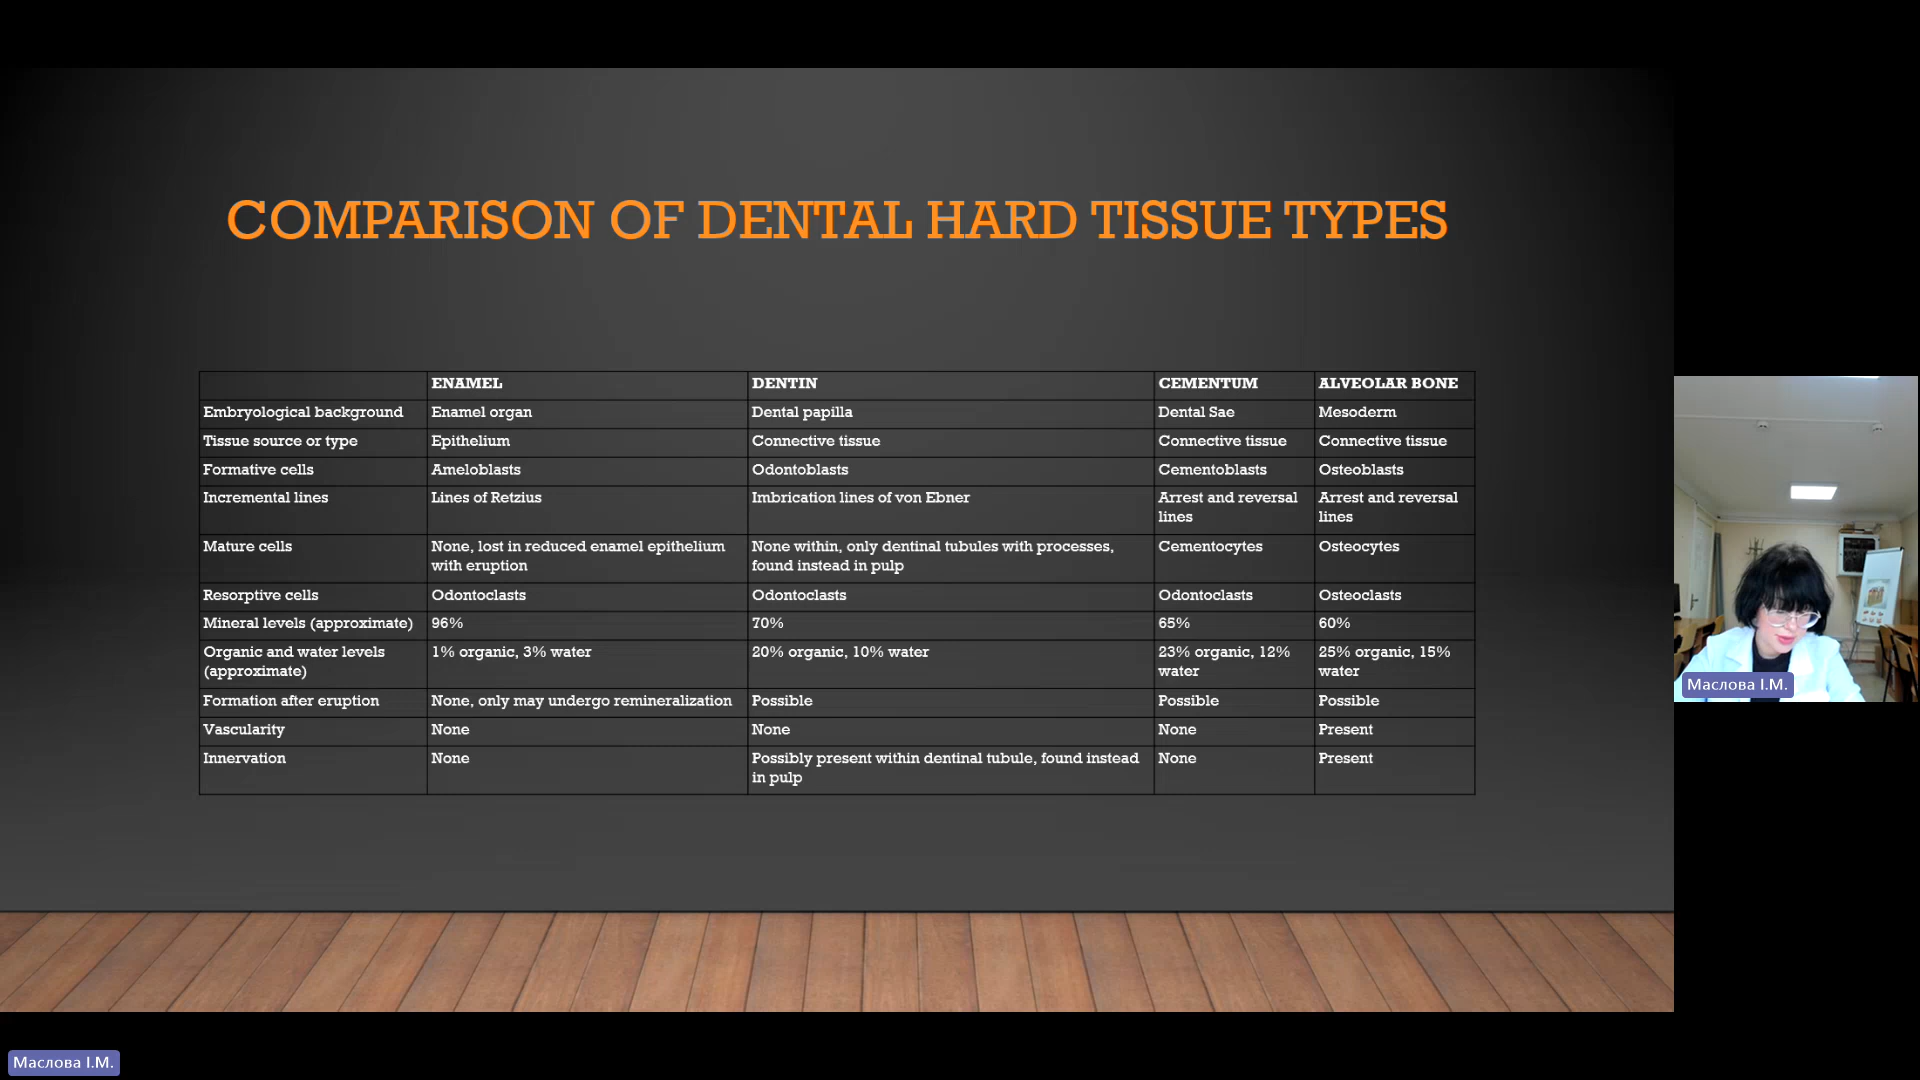 COMPARISON OF DENTAL HARD TISSUE TYPES
ENAMEL DENTIN CEMENTUM ALVEOLAR BONE
Embryological background Enamel organ Dental papilla Dental Sae Mesoderm
Tissue source or type Epithelium Connective tissue Connective tissue Connective tissue
Formative cells Ameloblasts Odontoblasts Cementoblasts Osteoblasts
Incremental lines Lines of Retzius Imbrication lines of von Ebner Arrest and reversal Arrest and reversal
lines lines
Mature cells None, lost in reduced enamel epithelium None within, only dentinal tubules with processes, Cementocytes Osteocytes
with eruption found instead in pulp
Resorptive cells Odontoclasts Odontoclasts Odontoclasts Osteoclasts
Mineral levels (approximate) 96% 70% 65% 60%
Organic and water levels 1% organic, 3% water 20% organic, 10% water 23% organic, 12% 25% organic, 15%
(approximate) water water
Formation after eruption None, only may undergo remineralization Possible Possible Possible
Vascularity None None None Present
Innervation None Possibly present within dentinal tubule, found instead None Present
in pulp
Маслова І.М.
Маслова І.М.